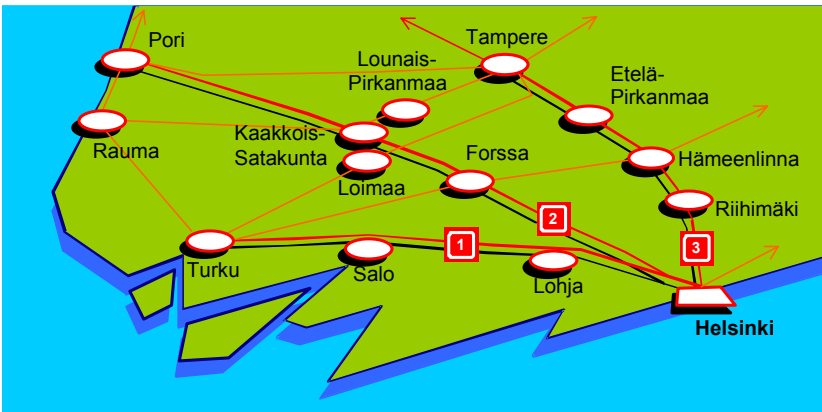 Pori
Tampere
Lounais-
Pirkanmaa
Etelä-
Pirkanmaa
Rauma
Kaakkois-
Satakunta
Forssa
Hämeenlinna
Loimaa
Riihimäki
2
1
3
Turku
Salo
Lohja
Helsinki